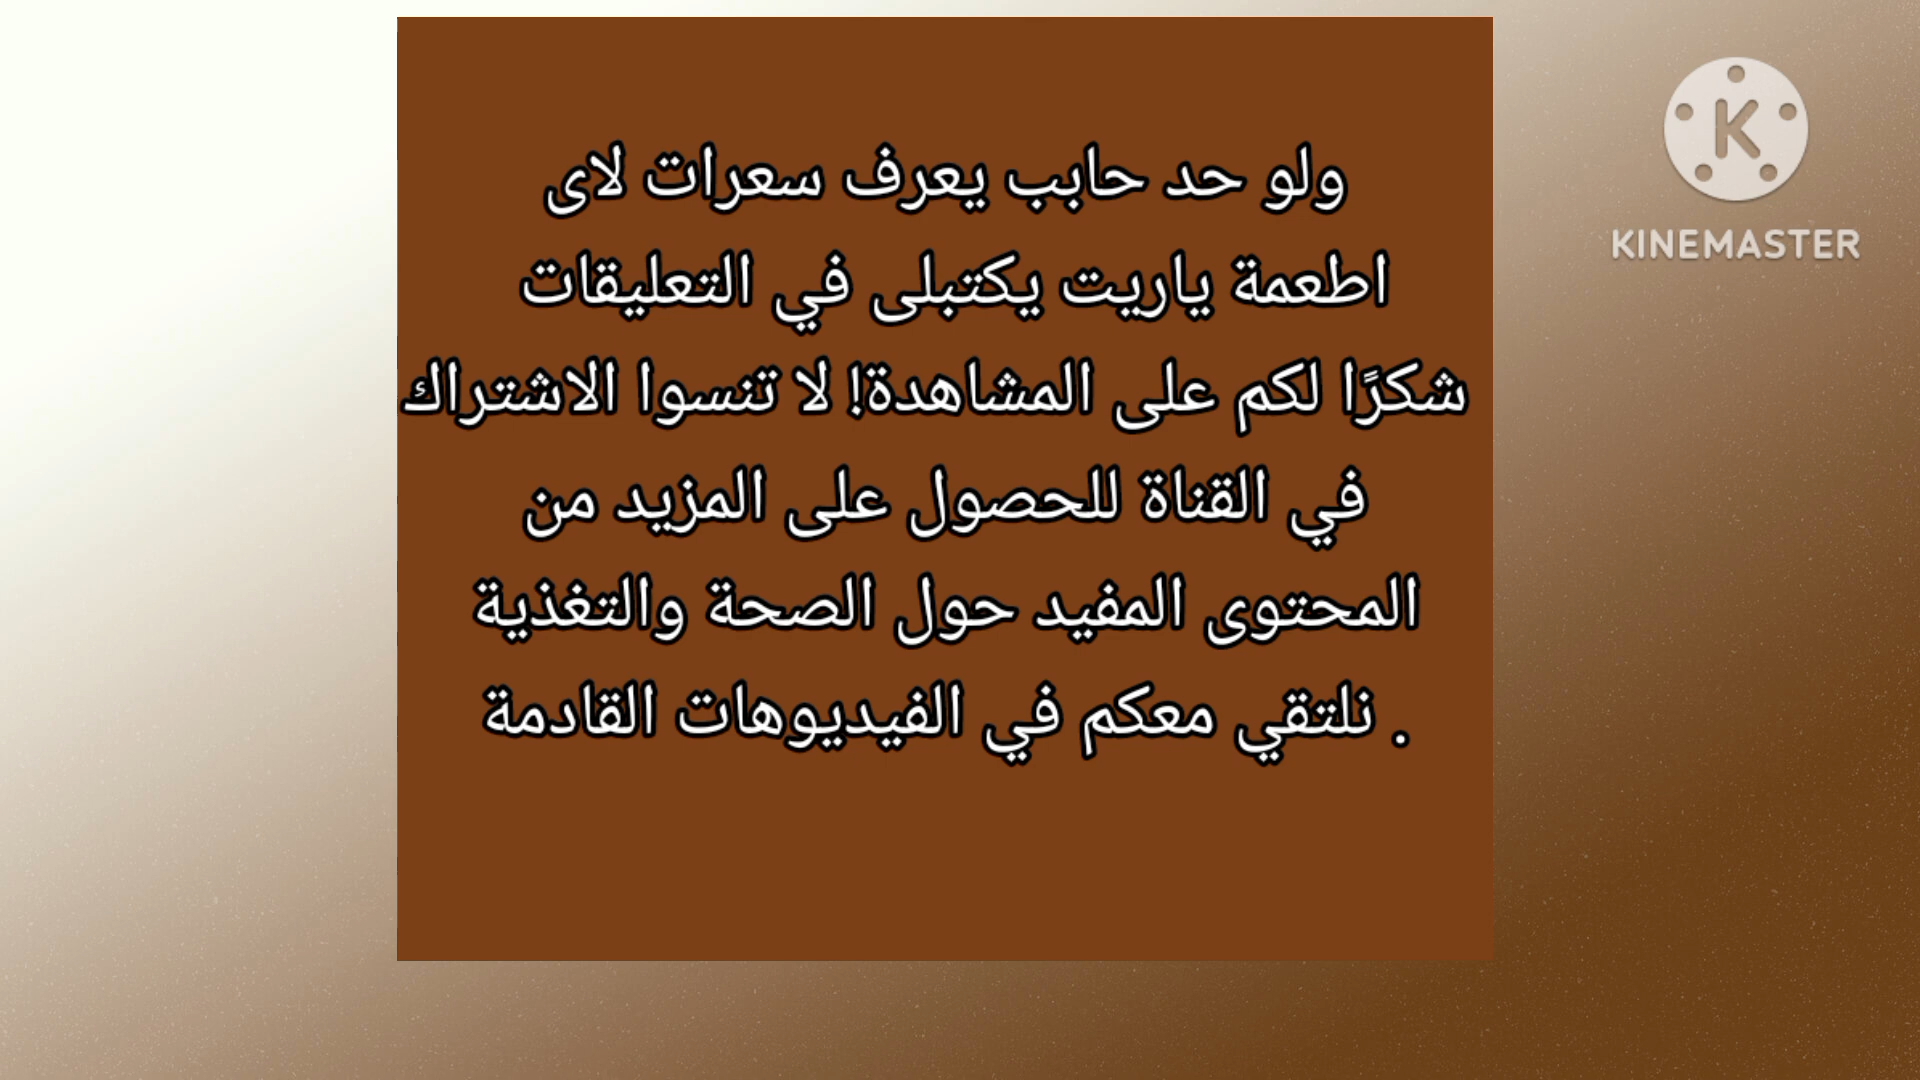 ولو حد حابب يعرف سعرات لاى
اطعمة ياريت يكتبلى في التعليقات
شكرًا لكم على المشاهدة! لا تنسوا الاشتراك
في القناة للحصول على المزيد من
المحتوى المفيد حول الصحة والتغذية
. نلتقي معكم في الفيديوهات القادمة
K
KINEMASTER